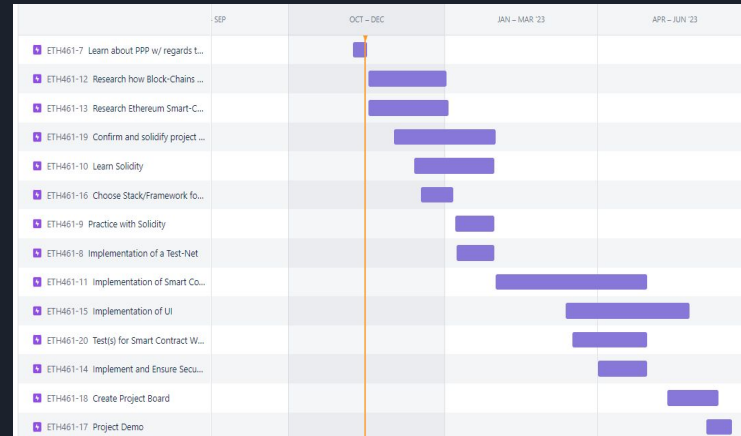 SEP OCT – DEC JAN – MAR '23 APR – JUN '23
ETH461-7 Learn about PPP w/ regards t...
ETH461-12 Research how Block-Chains ...
ETH461-13 Research Ethereum Smart-C...
ETH461-19 Confirm and solidify project ...
ETH461-10 Learn Solidity
ETH461-16 Choose Stack/Framework fo...
ETH461-9 Practice with Solidity
ETH461-8 Implementation of a Test-Net
ETH461-11 Implementation of Smart Co...
ETH461-15 Implementation of UI
ETH461-20 Test(s) for Smart Contract W...
ETH461-14 Implement and Ensure Secu...
ETH461-18 Create Project Board
ETH461-17 Project Demo